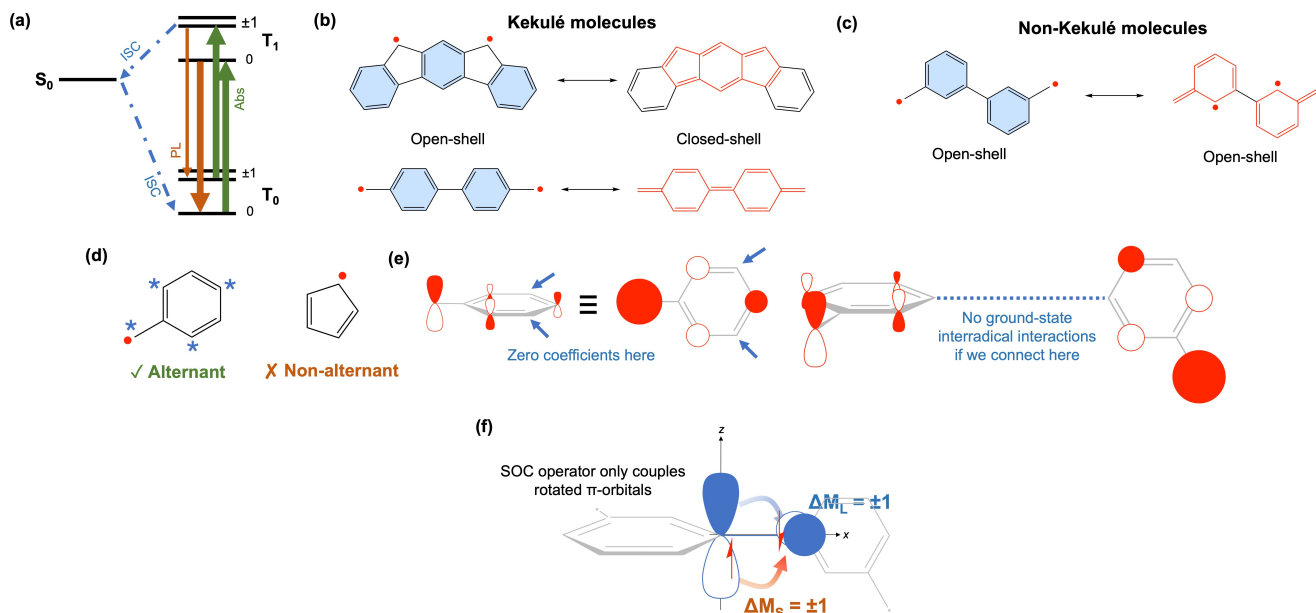 (a)
±1
T1
0
S0
ISC
ISC
PL
Abs
±1
T0
0
(b)
Kekulé molecules
Open-shell
Closed-shell
(c)
Non-Kekulé molecules
Open-shell
Open-shell
(d)
*
*
*
*
✓ Alternant
✗ Non-alternant
(e)
≡
Zero coefficients here
No ground-state
interradical interactions
if we connect here
(f)
SOC operator only couples
rotated π-orbitals
z
x
ΔML = ±1
ΔMS = ±1